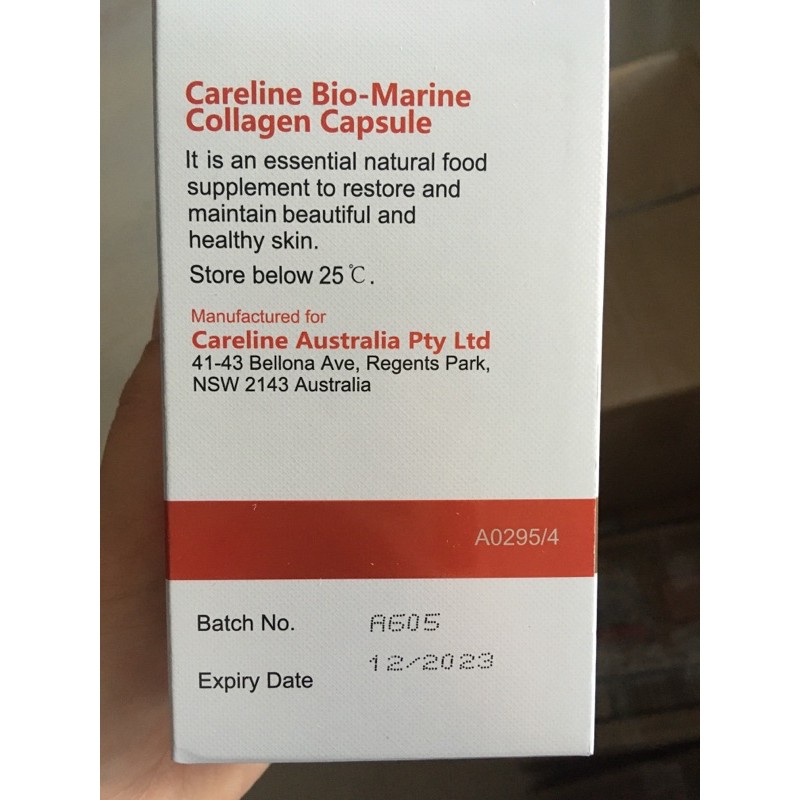 Careline Bio-Marine
Collagen Capsule
It is an essential natural food
supplement to restore and
maintain beautiful and
healthy skin.
Store below 25℃.
Manufactured for
Careline Australia Pty Ltd
41-43 Bellona Ave, Regents Park,
NSW 2143 Australia
A0295/4
Batch No. A605
12/2023
Expiry Date